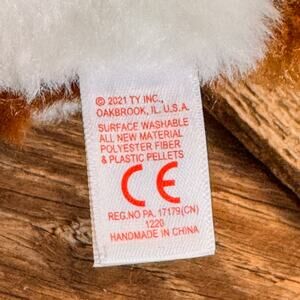 © 2021 TY INC.,
OAKBROOK, IL. U.S.A.
SURFACE WASHABLE
ALL NEW MATERIAL
POLYESTER FIBER
& PLASTIC PELLETS
CE
REG.NO PA. 17179(CN)
1220
HANDMADE IN CHINA